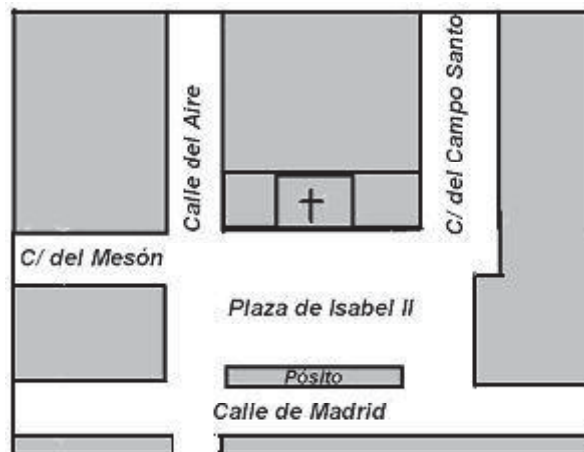 Calle del Aire
C/ del Campo Santo
C/ del Mesón
Plaza de Isabel II
Pósito
Calle de Madrid